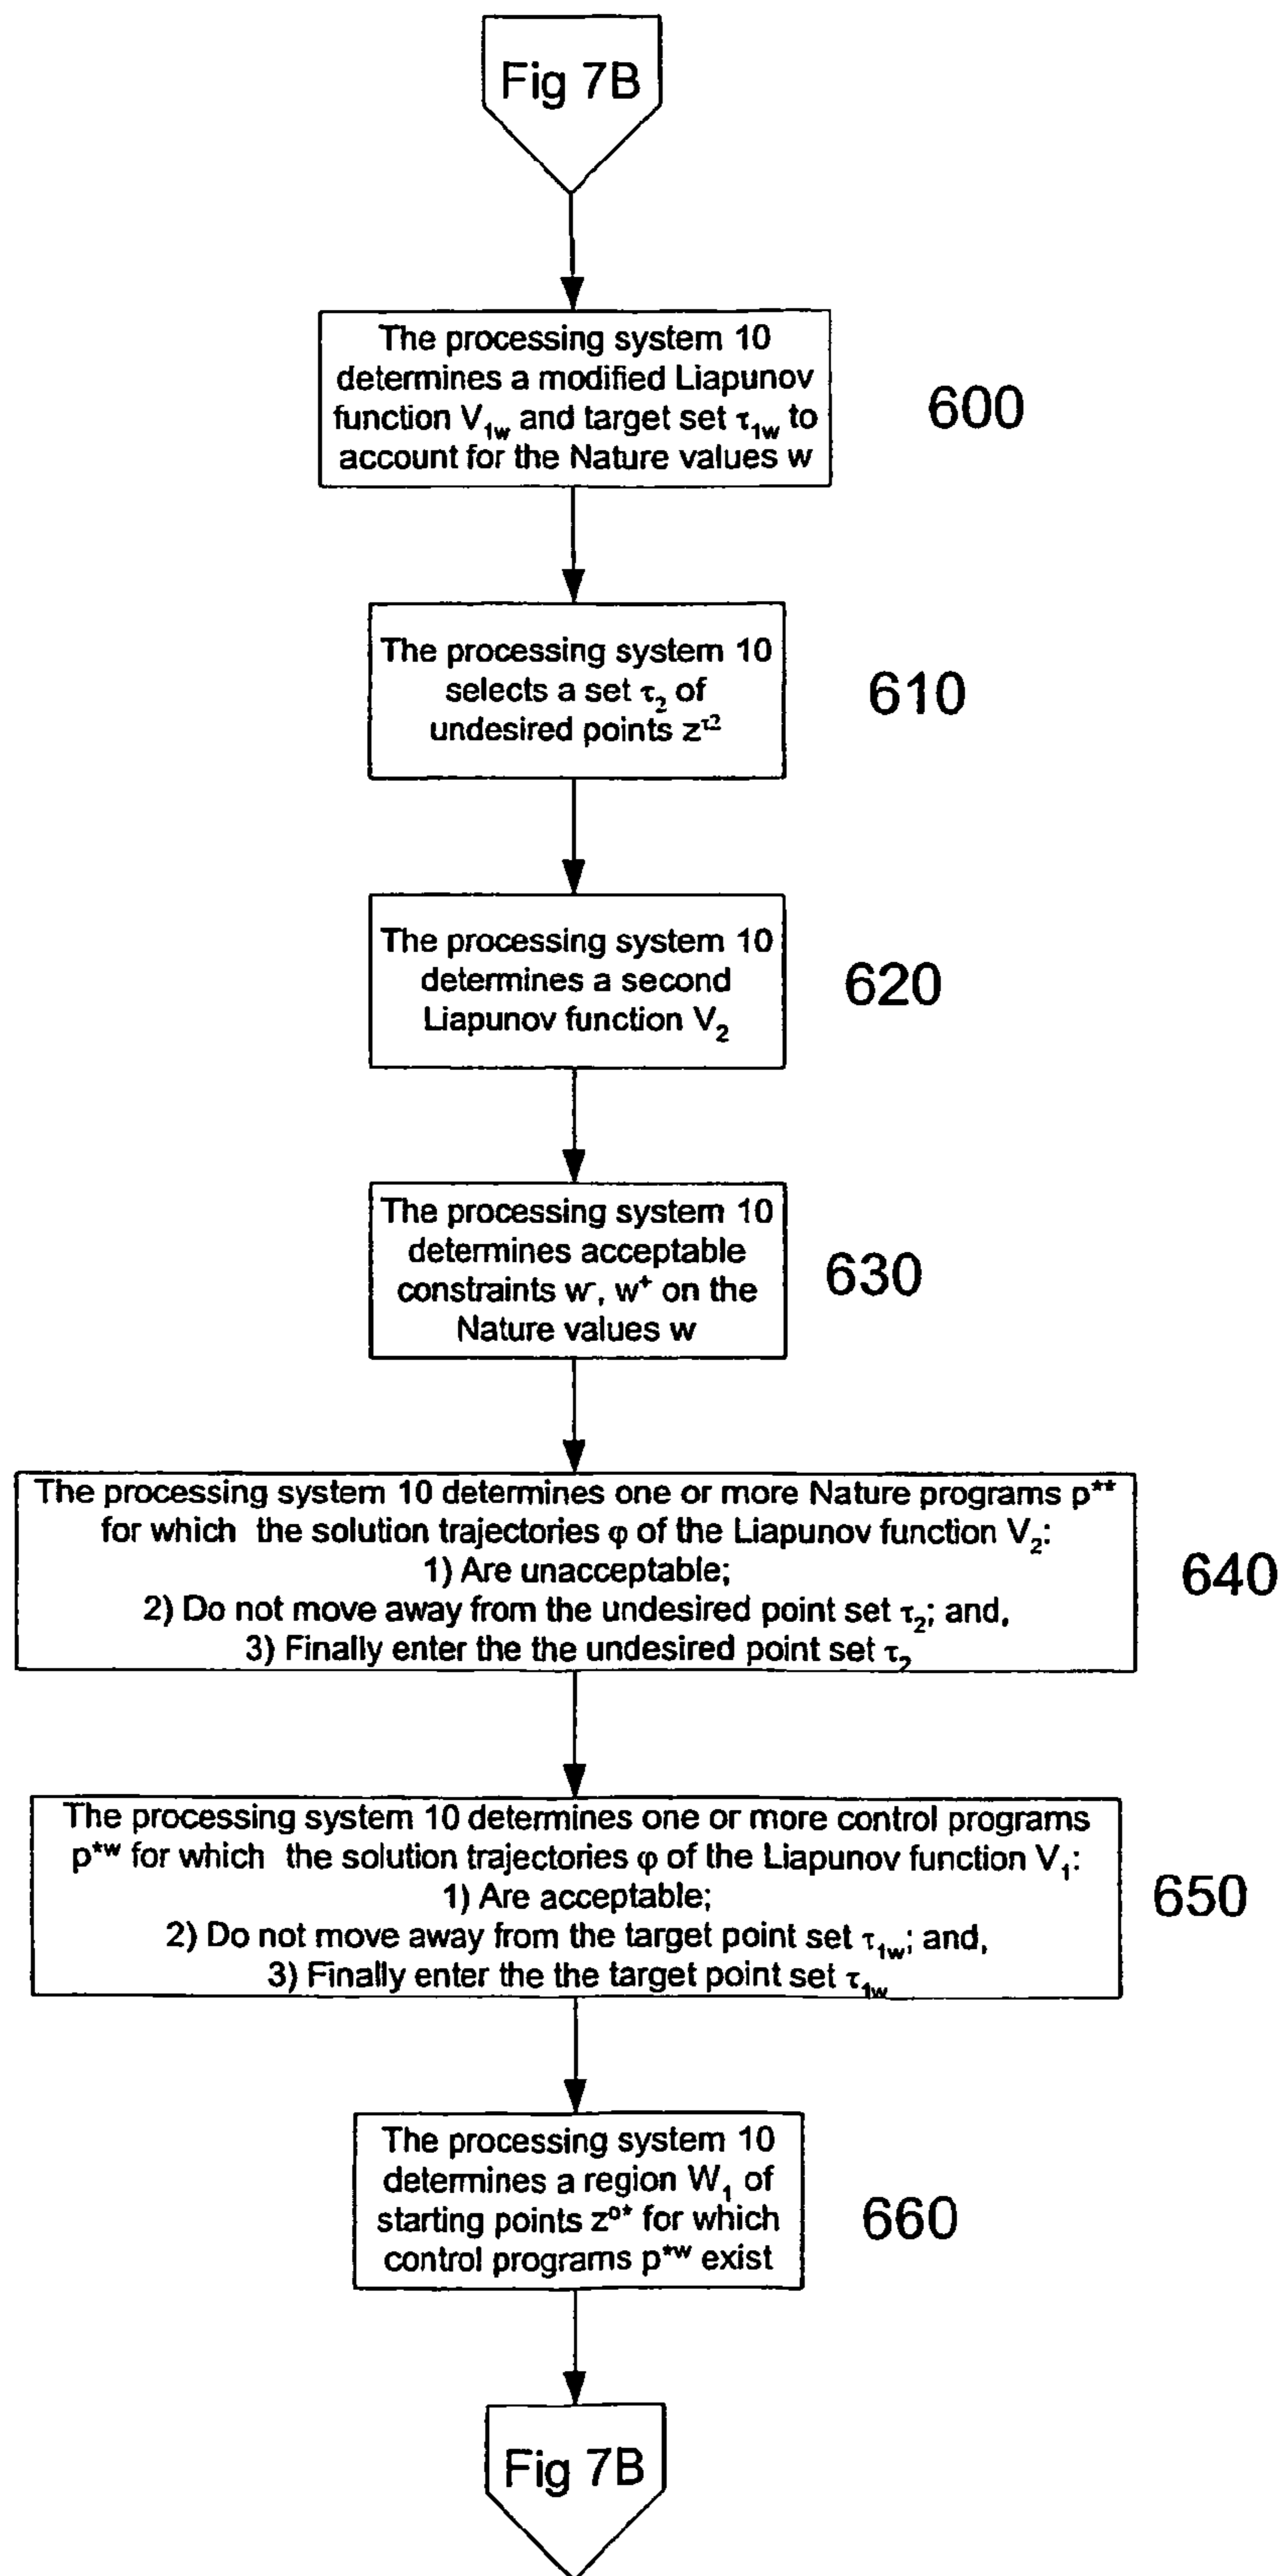 Fig 7B
The processing system 10
determines a modified Liapunov
function V₁w and target set τ₁w to
account for the Nature values w
600
The processing system 10
selects a set τ₂ of
undesired points z^τ2
610
The processing system 10
determines a second
Liapunov function V₂
620
The processing system 10
determines acceptable
constraints w⁻, w⁺ on the
Nature values w
630
The processing system 10 determines one or more Nature programs p**
for which the solution trajectories φ of the Liapunov function V₂:
1) Are unacceptable;
2) Do not move away from the undesired point set τ₂; and,
3) Finally enter the the undesired point set τ₂
640
The processing system 10 determines one or more control programs
p*w for which the solution trajectories φ of the Liapunov function V₁:
1) Are acceptable;
2) Do not move away from the target point set τ₁w; and,
3) Finally enter the the target point set τ₁w
650
The processing system 10
determines a region W₁ of
starting points z^o* for which
control programs p*w exist
660
Fig 7B